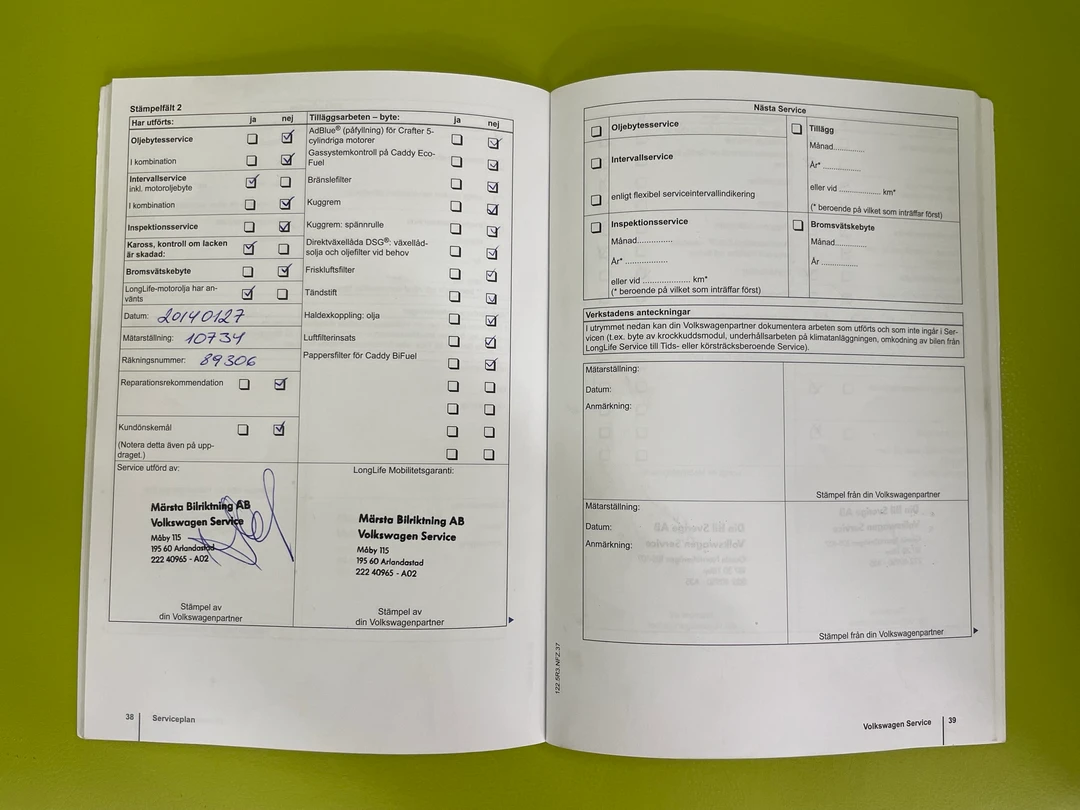 Stämpelfält 2
Har utförts: ja nej
Oljebytesservice
I kombination
Intervallservice
inkl. motoroljebyte
I kombination
Inspektionsservice
Kaross, kontroll om lacken
är skadad:
Bromsvätskebyte
LongLife-motorolja har an-
vänts
Datum: 20140127
Mätarställning: 10734
Räkningsnummer: 89306
Reparationsrekommendation
Kundönskemål
(Notera detta även på upp-
draget.)
Service utförd av:
Märsta Bilriktning AB
Volkswagen Service
Måby 115
195 60 Arlandastad
222 40965 - A02
Stämpel av
din Volkswagenpartner
Tilläggsarbeten – byte: ja nej
AdBlue® (påfyllning) för Crafter 5-
cylindriga motorer
Gassystemkontroll på Caddy Eco-
Fuel
Bränslefilter
Kuggrem
Kuggrem: spännrulle
Direktväxellåda DSG®: växellåd-
solja och oljefilter vid behov
Friskluftsfilter
Tändstift
Haldexkoppling: olja
Luftfilterinsats
Pappersfilter för Caddy BiFuel
LongLife Mobilitetsgaranti:
Märsta Bilriktning AB
Volkswagen Service
Måby 115
195 60 Arlandastad
222 40965 - A02
Stämpel av
din Volkswagenpartner
38 Serviceplan
Nästa Service
Oljebytesservice
Intervallservice
enligt flexibel serviceintervallindikering
Inspektionsservice
Månad..............
År* .................
eller vid ................... km*
(* beroende på vilket som inträffar först)
Tillägg
Månad............
År* ...............
eller vid ................ km*
(* beroende på vilket som inträffar först)
Bromsvätskebyte
Månad............
År ...............
Verkstadens anteckningar
I utrymmet nedan kan din Volkswagenpartner dokumentera arbeten som utförts och som inte ingår i Ser-
vicen (t.ex. byte av krockkuddsmodul, underhållsarbeten på klimatanläggningen, omkodning av bilen från
LongLife Service till Tids- eller körsträcksberoende Service).
Mätarställning:
Datum:
Anmärkning:
Stämpel från din Volkswagenpartner
Mätarställning:
Datum:
Anmärkning:
Stämpel från din Volkswagenpartner
122.5R3.NFZ.37
Volkswagen Service 39